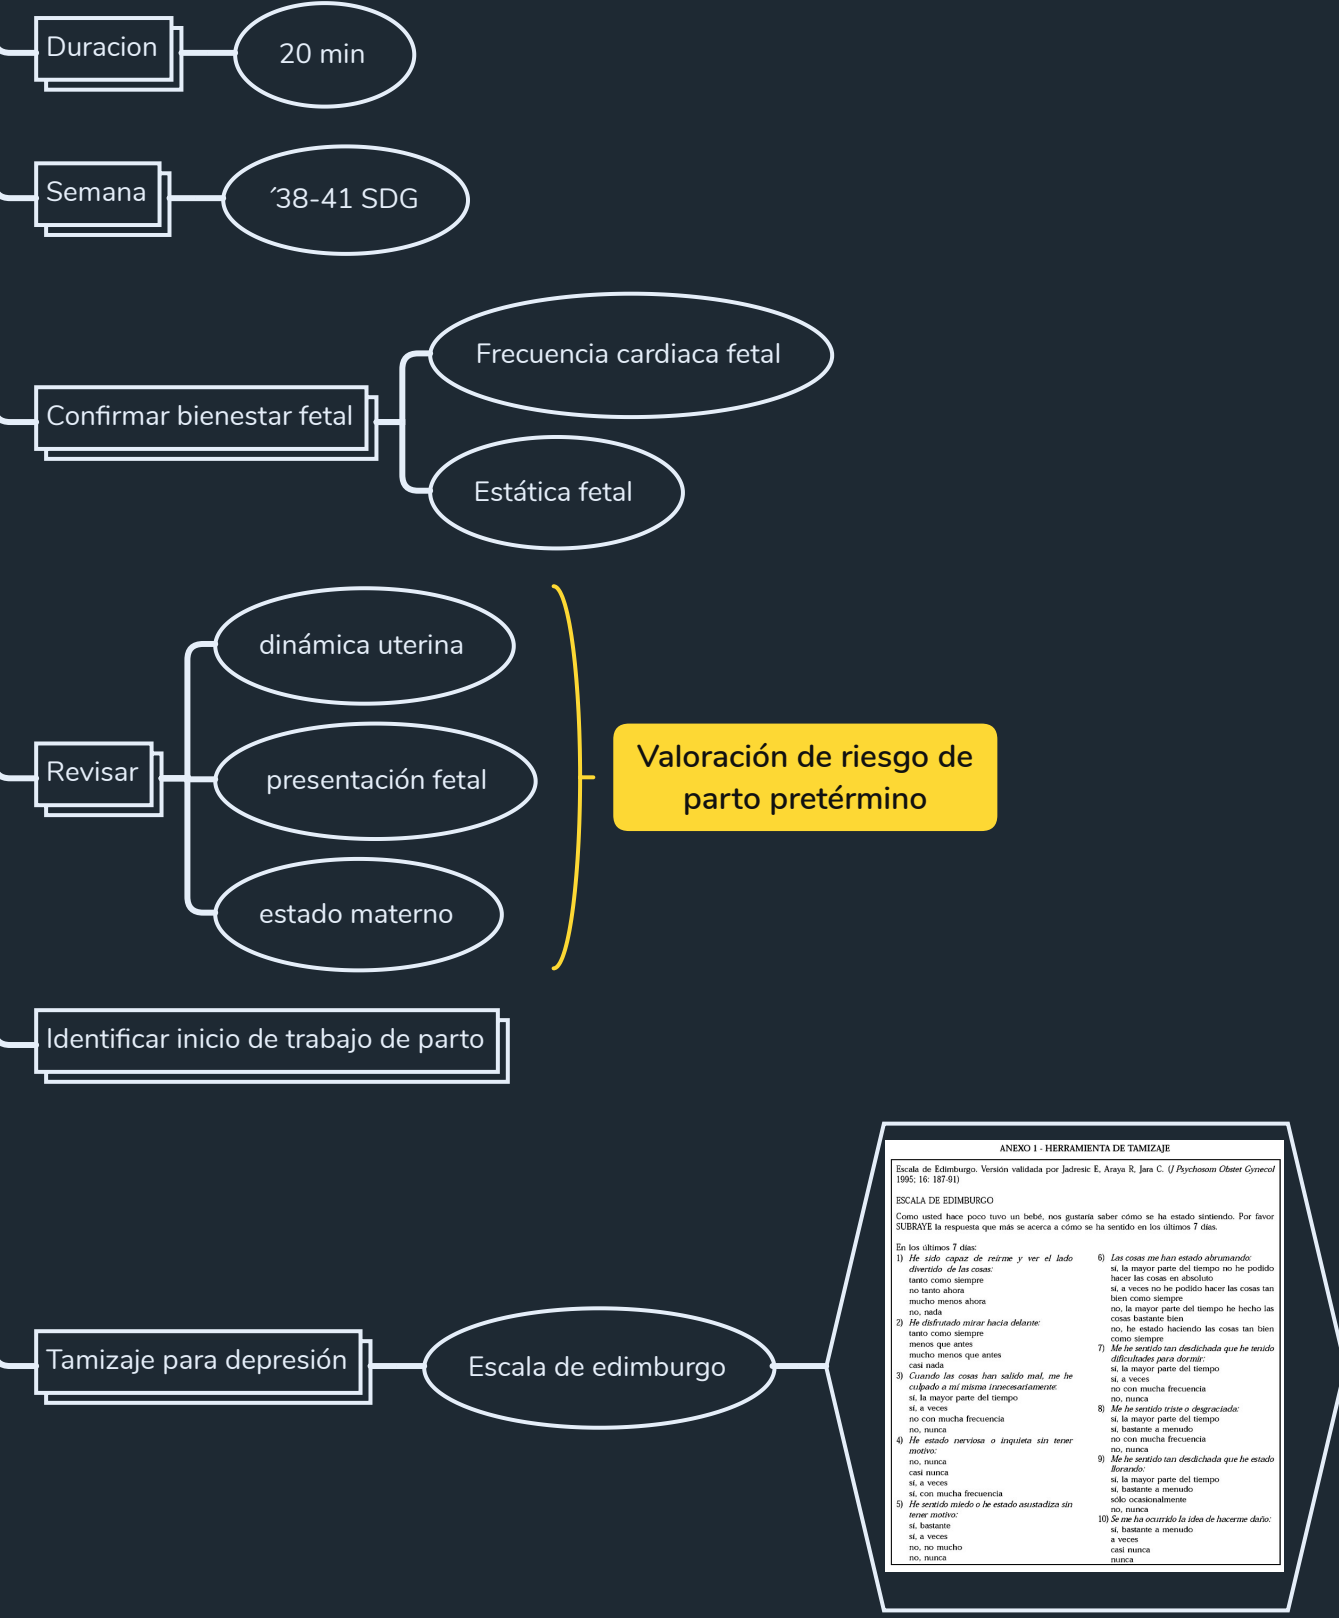 Duracion
20 min
Semana
´38-41 SDG
Confirmar bienestar fetal
Frecuencia cardiaca fetal
Estática fetal
Revisar
dinámica uterina
presentación fetal
estado materno
Valoración de riesgo de
parto pretérmino
Identificar inicio de trabajo de parto
Tamizaje para depresión
Escala de edimburgo
ANEXO 1 - HERRAMIENTA DE TAMIZAJE
Escala de Edimburgo. Versión validada por Jadresic E, Araya R, Jara C. (J Psychosom Obstet Gynecol
1995; 16: 187-91)
ESCALA DE EDIMBURGO
Como usted hace poco tuvo un bebé, nos gustaría saber cómo se ha estado sintiendo. Por favor
SUBRAYE la respuesta que más se acerca a cómo se ha sentido en los últimos 7 días.
En los últimos 7 días:
1) He sido capaz de reírme y ver el lado
divertido de las cosas:
tanto como siempre
no tanto ahora
mucho menos ahora
no, nada
2) He disfrutado mirar hacia delante:
tanto como siempre
menos que antes
mucho menos que antes
casi nada
3) Cuando las cosas han salido mal, me he
culpado a mí misma innecesariamente:
sí, la mayor parte del tiempo
sí, a veces
no con mucha frecuencia
no, nunca
4) He estado nerviosa o inquieta sin tener
motivo:
no, nunca
casi nunca
sí, a veces
sí, con mucha frecuencia
5) He sentido miedo o he estado asustadiza sin
tener motivo:
sí, bastante
sí, a veces
no, no mucho
no, nunca
6) Las cosas me han estado abrumando:
sí, la mayor parte del tiempo no he podido
hacer las cosas en absoluto
sí, a veces no he podido hacer las cosas tan
bien como siempre
no, la mayor parte del tiempo he hecho las
cosas bastante bien
no, he estado haciendo las cosas tan bien
como siempre
7) Me he sentido tan desdichada que he tenido
dificultades para dormir:
sí, la mayor parte del tiempo
sí, a veces
no con mucha frecuencia
no, nunca
8) Me he sentido triste o desgraciada:
sí, la mayor parte del tiempo
sí, bastante a menudo
no con mucha frecuencia
no, nunca
9) Me he sentido tan desdichada que he estado
llorando:
sí, la mayor parte del tiempo
sí, bastante a menudo
sólo ocasionalmente
no, nunca
10) Se me ha ocurrido la idea de hacerme daño:
sí, bastante a menudo
a veces
casi nunca
nunca